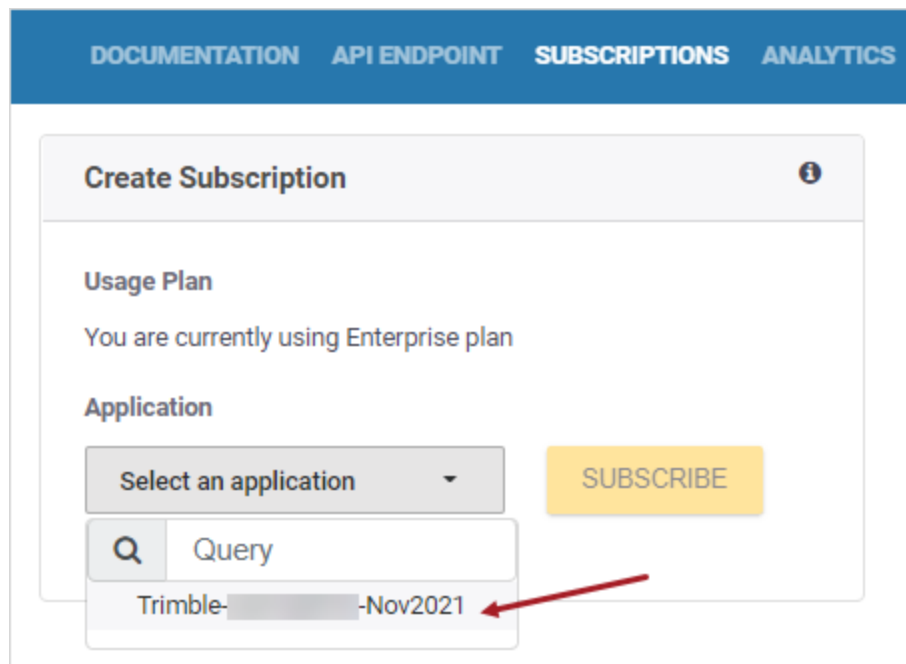 DOCUMENTATION API ENDPOINT SUBSCRIPTIONS ANALYTICS
Create Subscription
Usage Plan
You are currently using Enterprise plan
Application
Select an application
SUBSCRIBE
Query
Trimble- -Nov2021